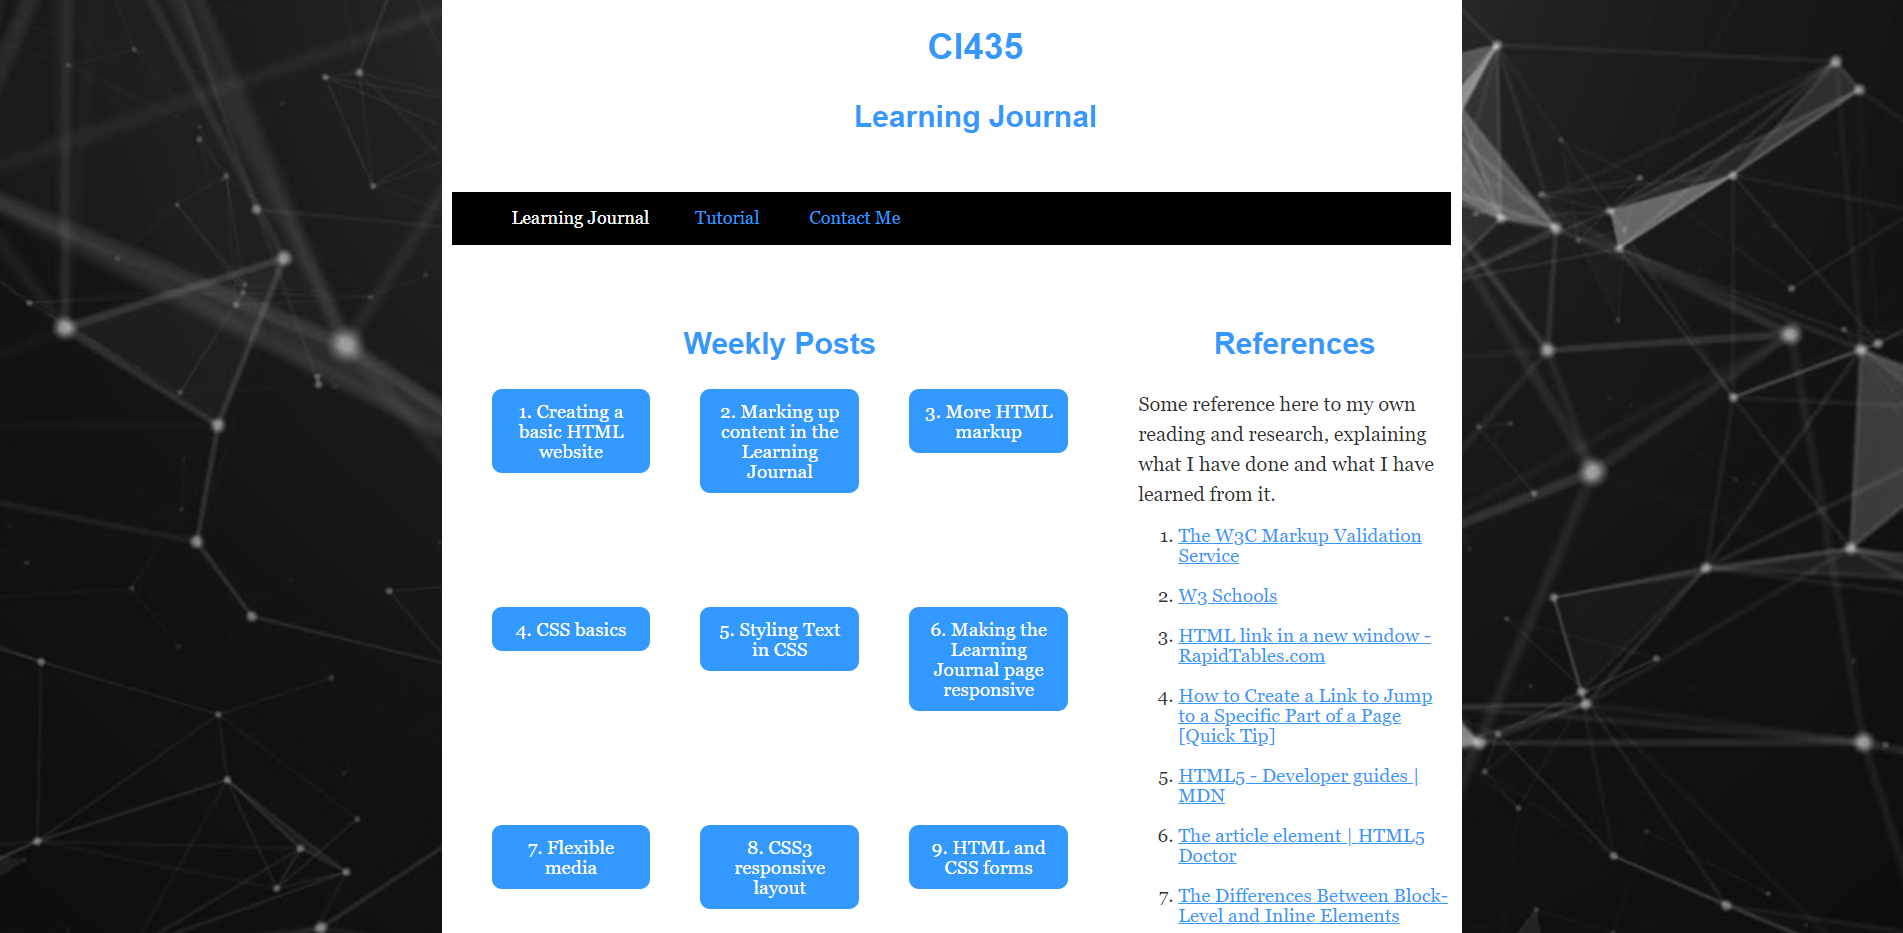 CI435
Learning Journal
Learning Journal
Tutorial
Contact Me
Weekly Posts
1. Creating a
basic HTML
website
2. Marking up
content in the
Learning
Journal
3. More HTML
markup
4. CSS basics
5. Styling Text
in CSS
6. Making the
Learning
Journal page
responsive
7. Flexible
media
8. CSS3
responsive
layout
9. HTML and
CSS forms
References
Some reference here to my own
reading and research, explaining
what I have done and what I have
learned from it.
1. The W3C Markup Validation
Service
2. W3 Schools
3. HTML link in a new window -
RapidTables.com
4. How to Create a Link to Jump
to a Specific Part of a Page
[Quick Tip]
5. HTML5 - Developer guides |
MDN
6. The article element | HTML5
Doctor
7. The Differences Between Block-
Level and Inline Elements